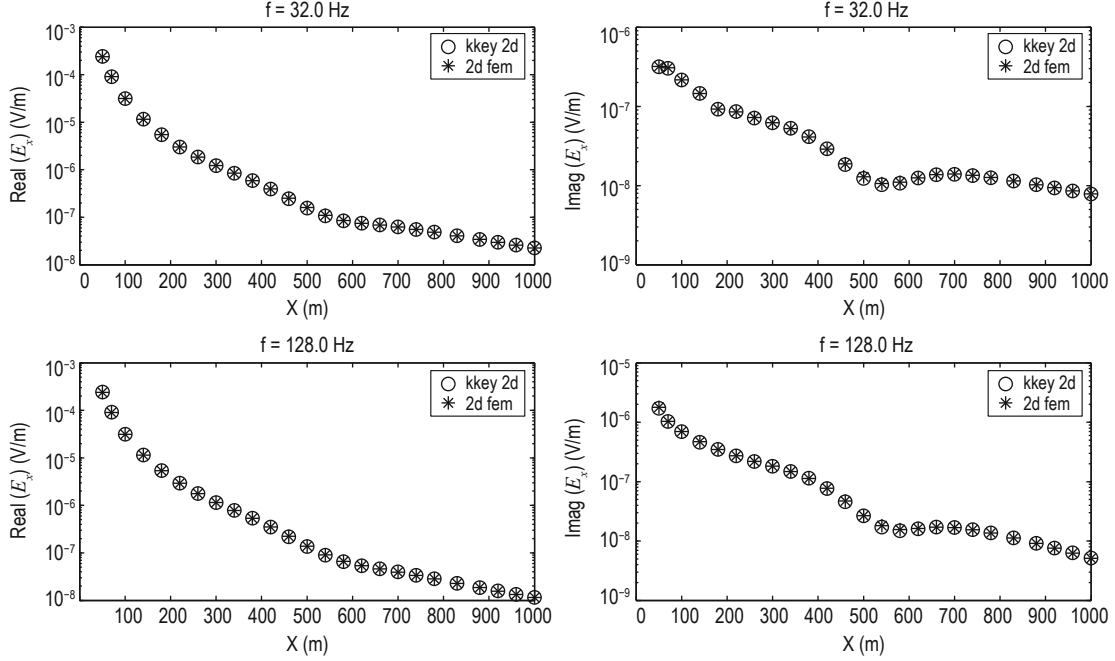 f = 32.0 Hz
10⁻³
10⁻⁴
10⁻⁵
10⁻⁶
10⁻⁷
10⁻⁸
Real (Eₓ) (V/m)
kkey 2d
2d fem
0 100 200 300 400 500 600 700 800 900 1000
X (m)
f = 32.0 Hz
10⁻⁶
10⁻⁷
10⁻⁸
10⁻⁹
Imag (Eₓ) (V/m)
kkey 2d
2d fem
0 100 200 300 400 500 600 700 800 900 1000
X (m)
f = 128.0 Hz
10⁻³
10⁻⁴
10⁻⁵
10⁻⁶
10⁻⁷
10⁻⁸
Real (Eₓ) (V/m)
kkey 2d
2d fem
0 100 200 300 400 500 600 700 800 900 1000
X (m)
f = 128.0 Hz
10⁻⁵
10⁻⁶
10⁻⁷
10⁻⁸
10⁻⁹
Imag (Eₓ) (V/m)
kkey 2d
2d fem
0 100 200 300 400 500 600 700 800 900 1000
X (m)